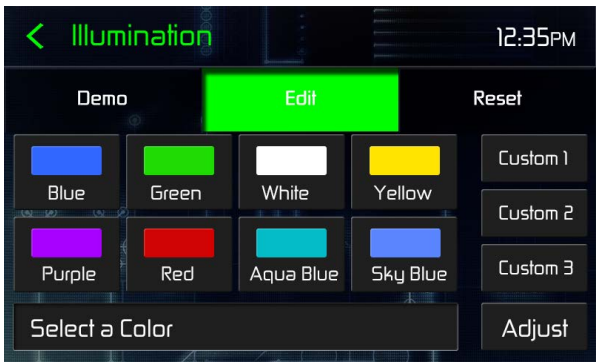 Illumination 12:35PM
Demo Edit Reset
Blue Green White Yellow Custom 1
Custom 2
Purple Red Aqua Blue Sky Blue Custom 3
Select a Color Adjust